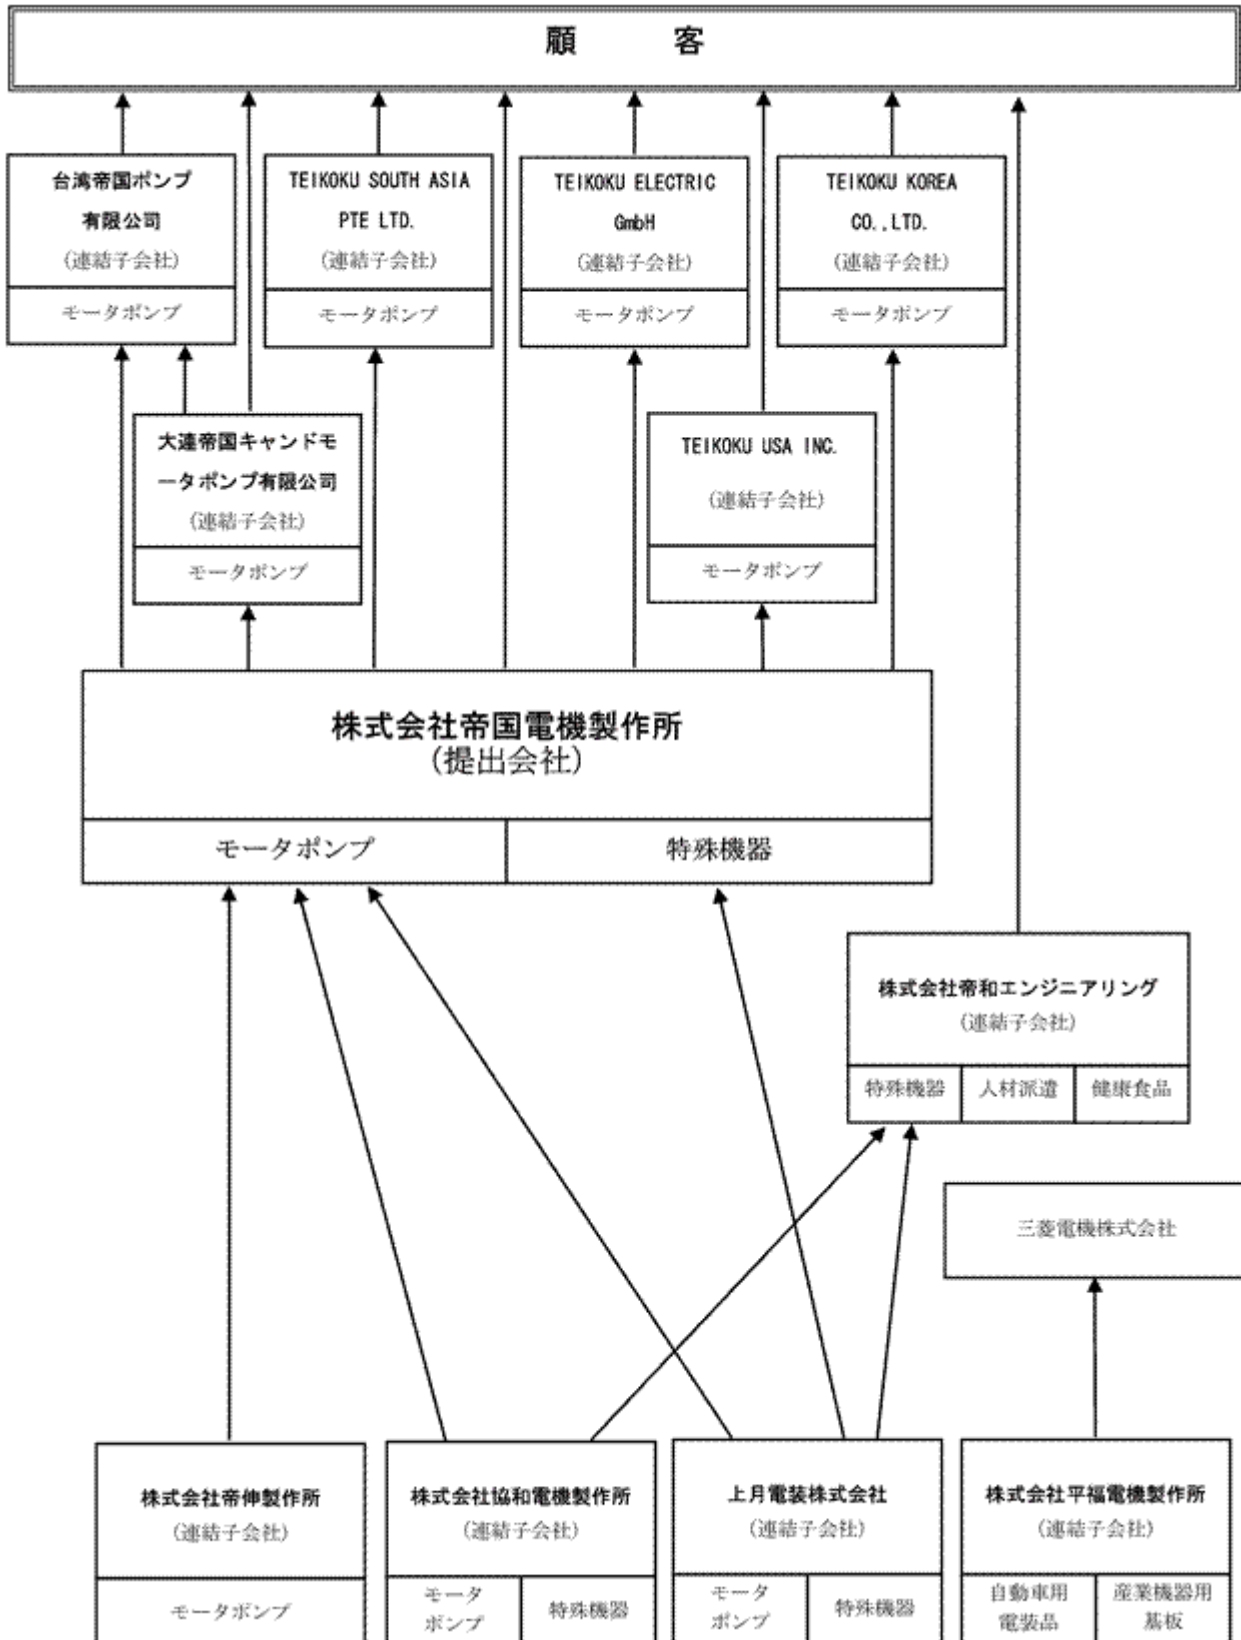 顧　客
台湾帝国ポンプ
有限公司
(連結子会社)
モータポンプ
TEIKOKU SOUTH ASIA
PTE LTD.
(連結子会社)
モータポンプ
TEIKOKU ELECTRIC
GmbH
(連結子会社)
モータポンプ
TEIKOKU KOREA
CO.,LTD.
(連結子会社)
モータポンプ
大連帝国キャンドモ
ータポンプ有限公司
(連結子会社)
モータポンプ
TEIKOKU USA INC.
(連結子会社)
モータポンプ
株式会社帝国電機製作所
(提出会社)
モータポンプ
特殊機器
株式会社帝和エンジニアリング
(連結子会社)
特殊機器
人材派遣
健康食品
三菱電機株式会社
株式会社帝伸製作所
(連結子会社)
モータポンプ
株式会社協和電機製作所
(連結子会社)
モータ
ポンプ
特殊機器
上月電装株式会社
(連結子会社)
モータ
ポンプ
特殊機器
株式会社平福電機製作所
(連結子会社)
自動車用
電装品
産業機器用
基板